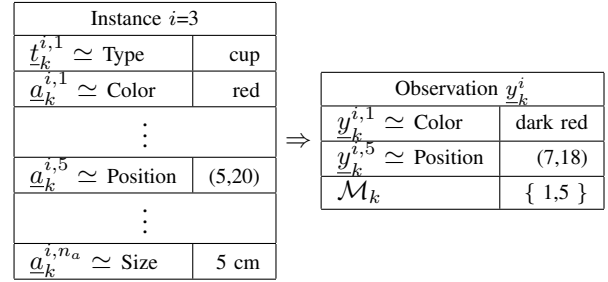 Instance i=3
t_k^{i,1} ≃ Type cup
a_k^{i,1} ≃ Color red
⋮
a_k^{i,5} ≃ Position (5,20)
⋮
a_k^{i,n_a} ≃ Size 5 cm
⇒
Observation y_k^i
y_k^{i,1} ≃ Color dark red
y_k^{i,5} ≃ Position (7,18)
ℳ_k { 1,5 }